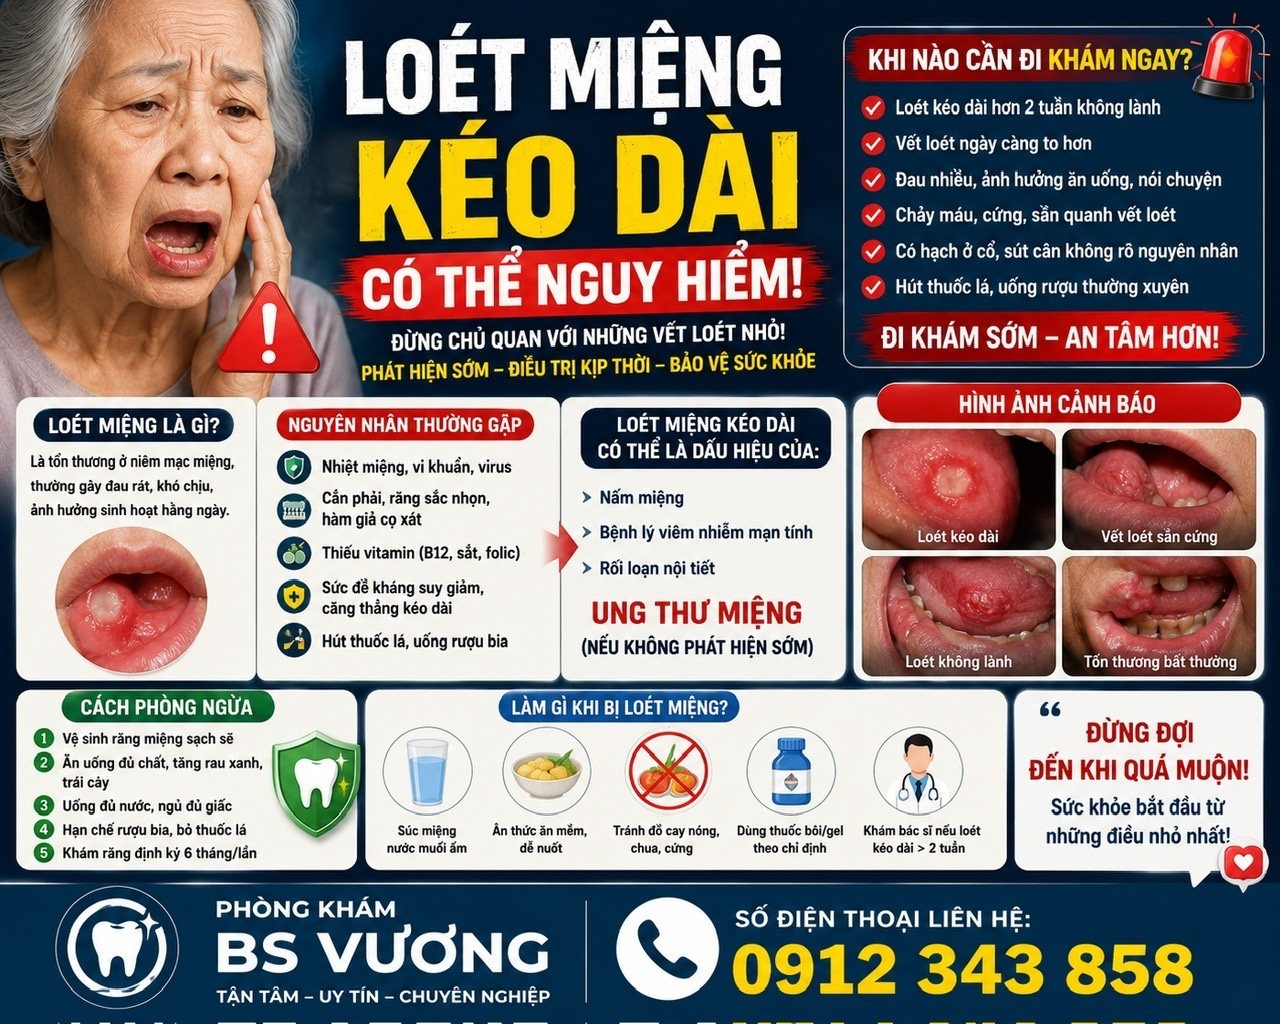 LOÉT MIỆNG
KÉO DÀI
CÓ THỂ NGUY HIỂM!
ĐỪNG CHỦ QUAN VỚI NHỮNG VẾT LOÉT NHỎ!
PHÁT HIỆN SỚM – ĐIỀU TRỊ KỊP THỜI – BẢO VỆ SỨC KHỎE
KHI NÀO CẦN ĐI KHÁM NGAY?
Loét kéo dài hơn 2 tuần không lành
Vết loét ngày càng to hơn
Đau nhiều, ảnh hưởng ăn uống, nói chuyện
Chảy máu, cứng, sần quanh vết loét
Có hạch ở cổ, sút cân không rõ nguyên nhân
Hút thuốc lá, uống rượu thường xuyên
ĐI KHÁM SỚM – AN TÂM HƠN!
LOÉT MIỆNG LÀ GÌ?
Là tổn thương ở niêm mạc miệng,
thường gây đau rát, khó chịu,
ảnh hưởng sinh hoạt hằng ngày.
NGUYÊN NHÂN THƯỜNG GẶP
Nhiệt miệng, vi khuẩn, virus
Cắn phải, răng sắc nhọn,
hàm giả cọ xát
Thiếu vitamin (B12, sắt, folic)
Sức đề kháng suy giảm,
căng thẳng kéo dài
Hút thuốc lá, uống rượu bia
LOÉT MIỆNG KÉO DÀI
CÓ THỂ LÀ DẤU HIỆU CỦA:
Nấm miệng
Bệnh lý viêm nhiễm mạn tính
Rối loạn nội tiết
UNG THƯ MIỆNG
(NẾU KHÔNG PHÁT HIỆN SỚM)
HÌNH ẢNH CẢNH BÁO
Loét kéo dài
Vết loét sần cứng
Loét không lành
Tổn thương bất thường
CÁCH PHÒNG NGỪA
1 Vệ sinh răng miệng sạch sẽ
2 Ăn uống đủ chất, tăng rau xanh,
trái cây
3 Uống đủ nước, ngủ đủ giấc
4 Hạn chế rượu bia, bỏ thuốc lá
5 Khám răng định kỳ 6 tháng/lần
LÀM GÌ KHI BỊ LOÉT MIỆNG?
Súc miệng
nước muối ấm
Ăn thức ăn mềm,
dễ nuốt
Tránh đồ cay nóng,
chua, cứng
Dùng thuốc bôi/gel
theo chỉ định
Khám bác sĩ nếu loét
kéo dài > 2 tuần
“
ĐỪNG ĐỢI
ĐẾN KHI QUÁ MUỘN!
Sức khỏe bắt đầu từ
những điều nhỏ nhất!
PHÒNG KHÁM
BS VƯƠNG
TẬN TÂM – UY TÍN – CHUYÊN NGHIỆP
SỐ ĐIỆN THOẠI LIÊN HỆ:
0912 343 858